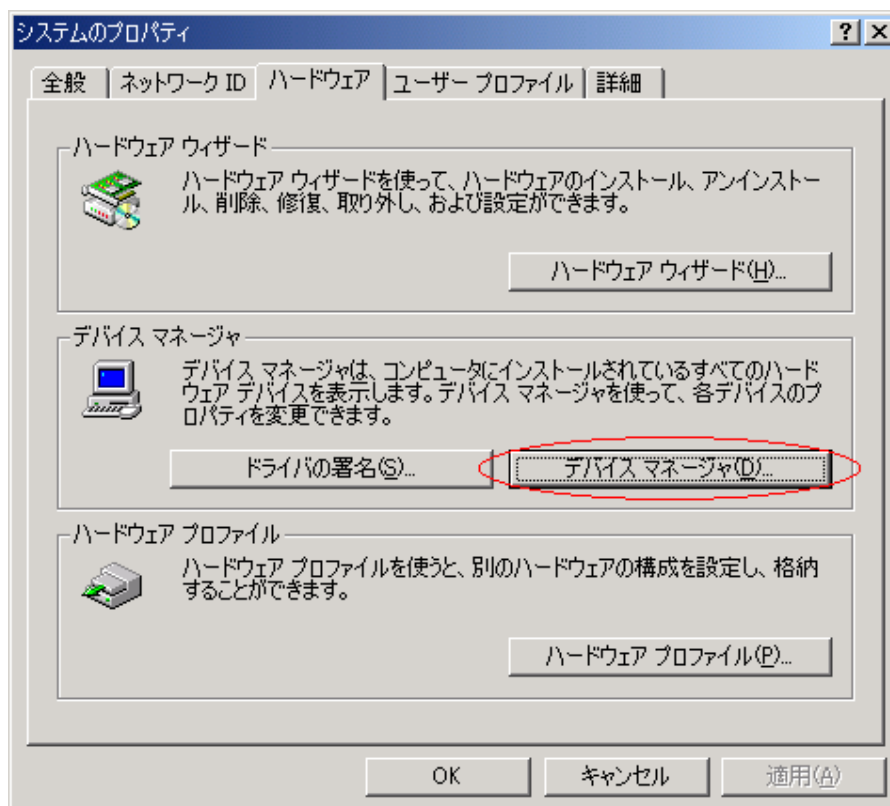 システムのプロパティ
全般 ネットワーク ID ハードウェア ユーザー プロファイル 詳細
ハードウェア ウィザード
ハードウェア ウィザードを使って、ハードウェアのインストール、アンインストー
ル、削除、修復、取り外し、および設定ができます。
ハードウェア ウィザード(H)...
デバイス マネージャ
デバイス マネージャは、コンピュータにインストールされているすべてのハード
ウェア デバイスを表示します。デバイス マネージャを使って、各デバイスのプ
ロパティを変更できます。
ドライバの署名(S)... デバイス マネージャ(D)...
ハードウェア プロファイル
ハードウェア プロファイルを使うと、別のハードウェアの構成を設定し、格納
することができます。
ハードウェア プロファイル(P)...
OK キャンセル 適用(A)